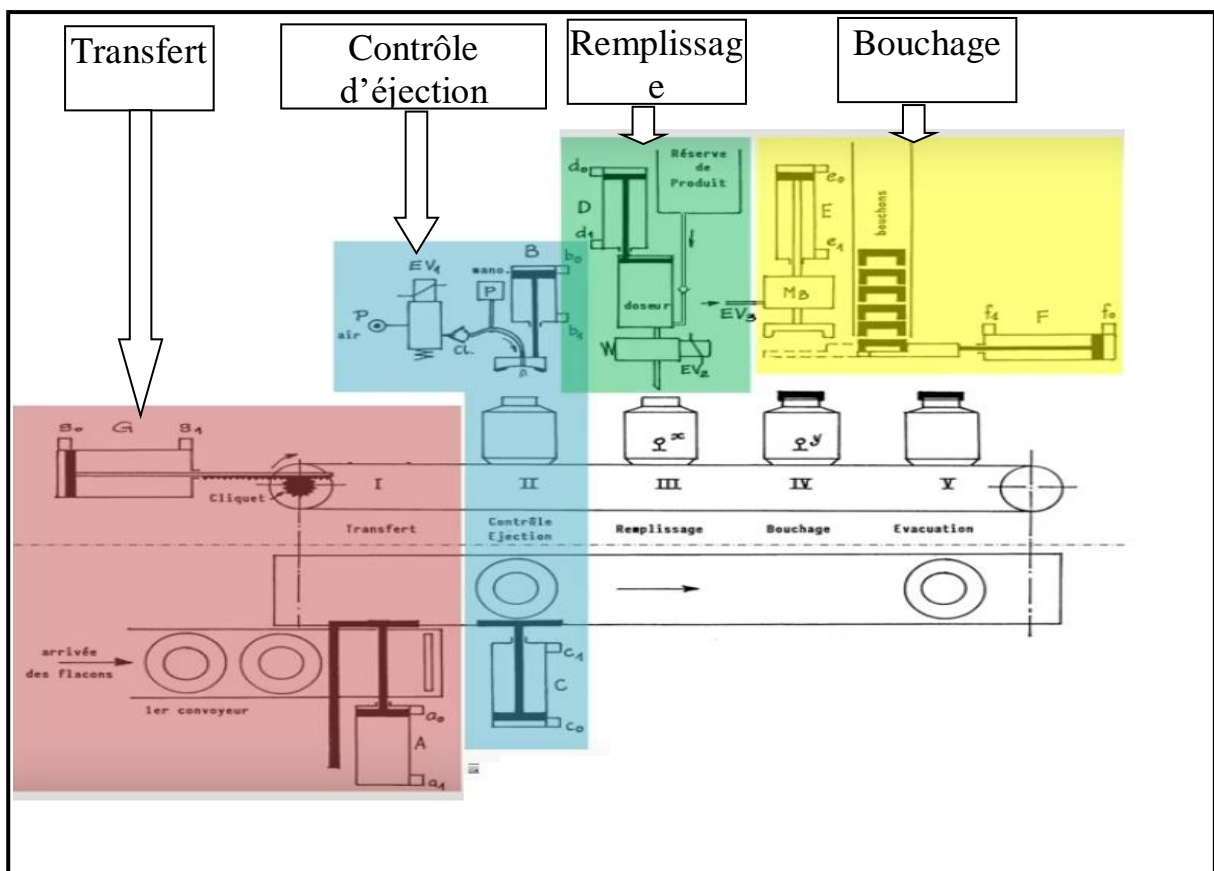 Transfert
Contrôle
d'éjection
Remplissag
e
Bouchage
Réserve
de
Produit
d₀
D
d₁
doseur
W
EV₂
EV₁
mano.
P
B
b₀
b₁
P
air
Cl.
e₀
E
e₁
bouchons
MB
EV₃
f₁
F
f₀
G
Cliquet
x
y
I
II
III
IV
V
Transfert
Contrôle
Ejection
Remplissage
Bouchage
Evacuation
arrivée
des flacons
1er convoyeur
a₀
A
a₁
c₁
C
c₀